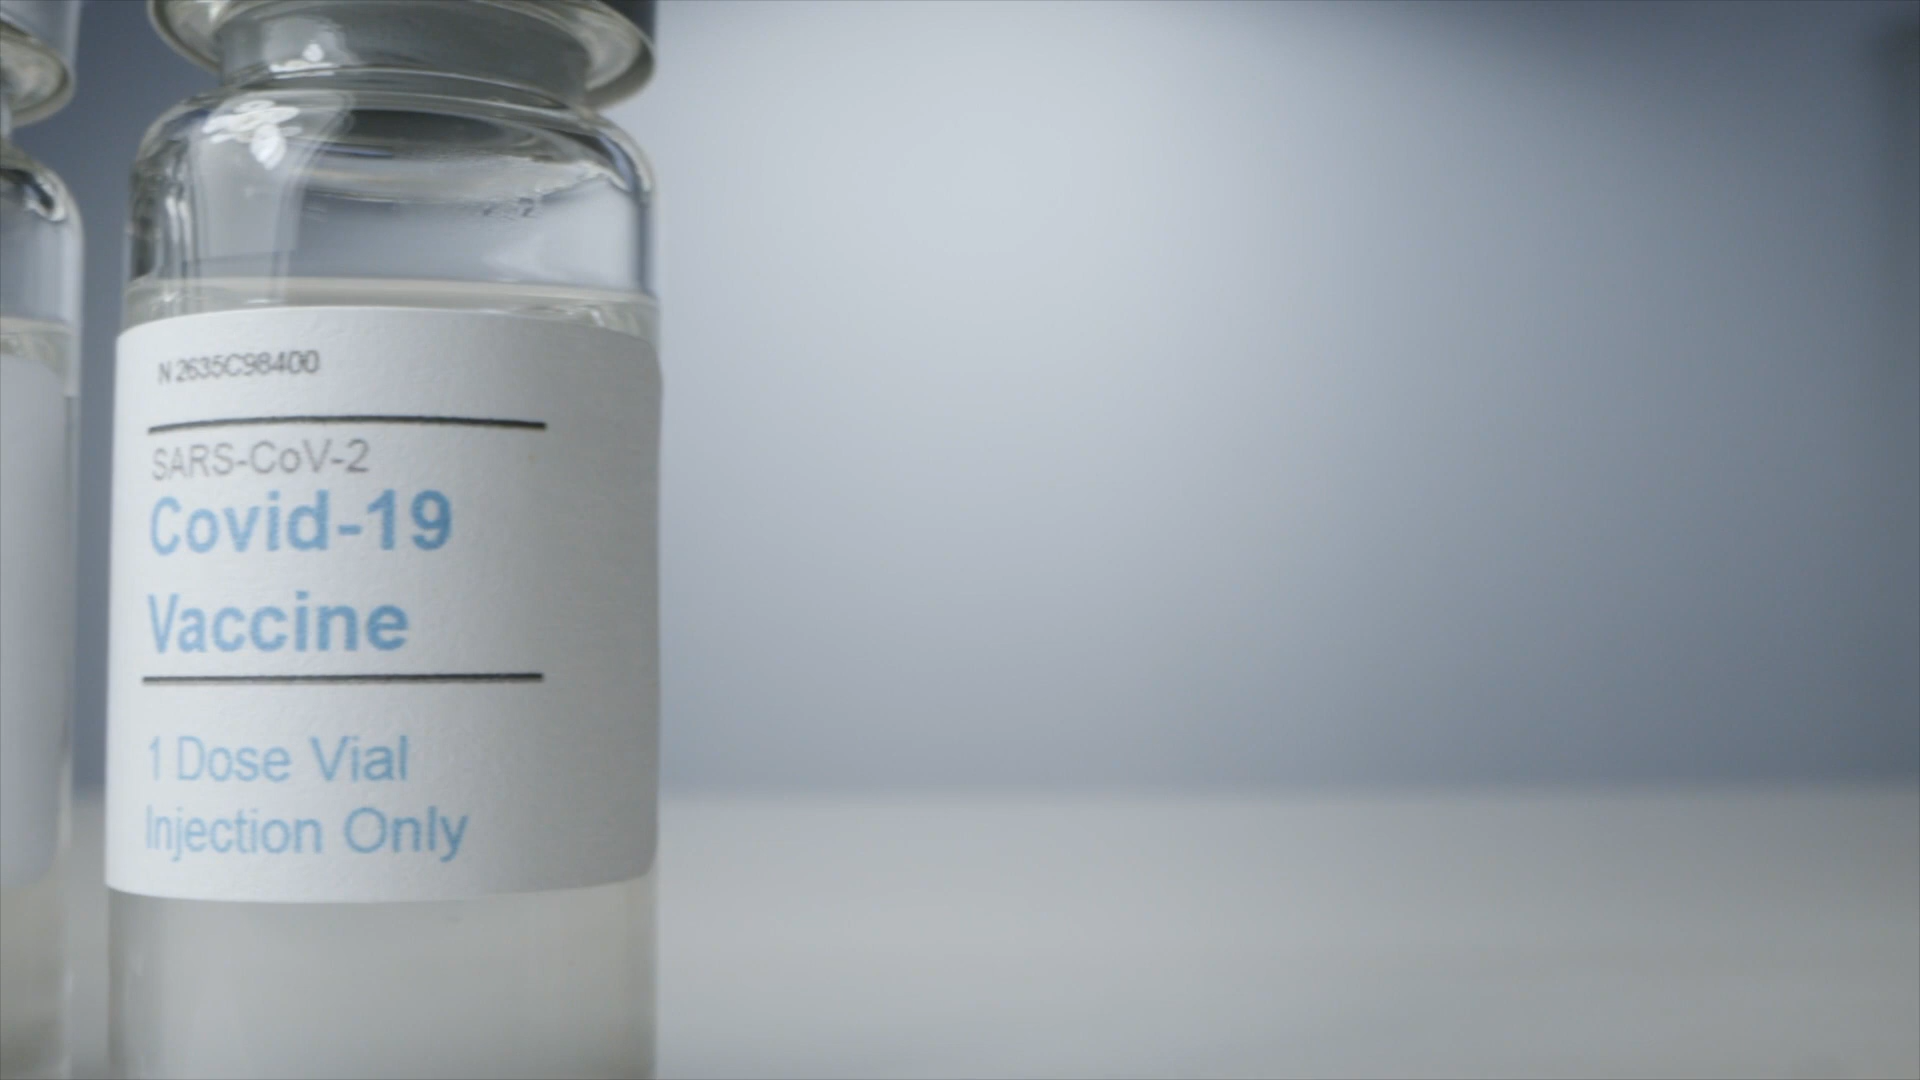 N 2635C98400
SARS-CoV-2
Covid-19
Vaccine
1 Dose Vial
Injection Only